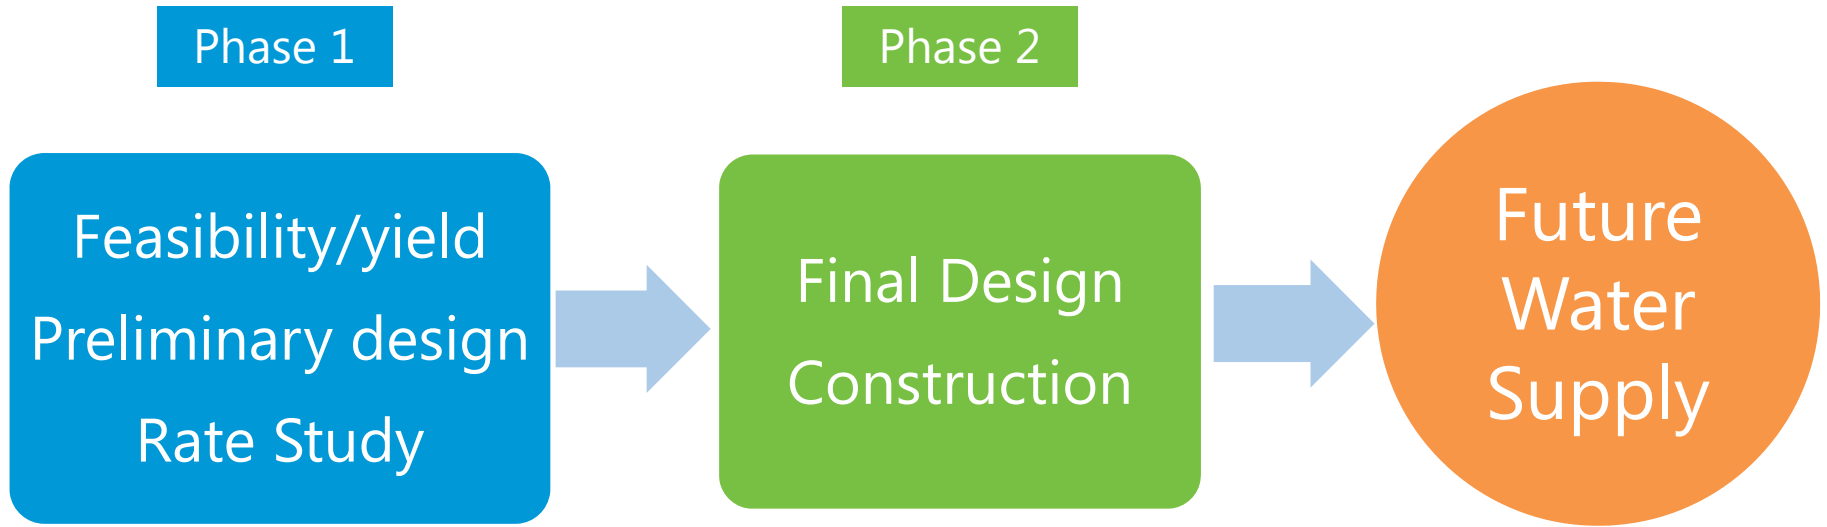 Phase 1
Phase 2
Feasibility/yield
Preliminary design
Rate Study
Final Design
Construction
Future
Water
Supply